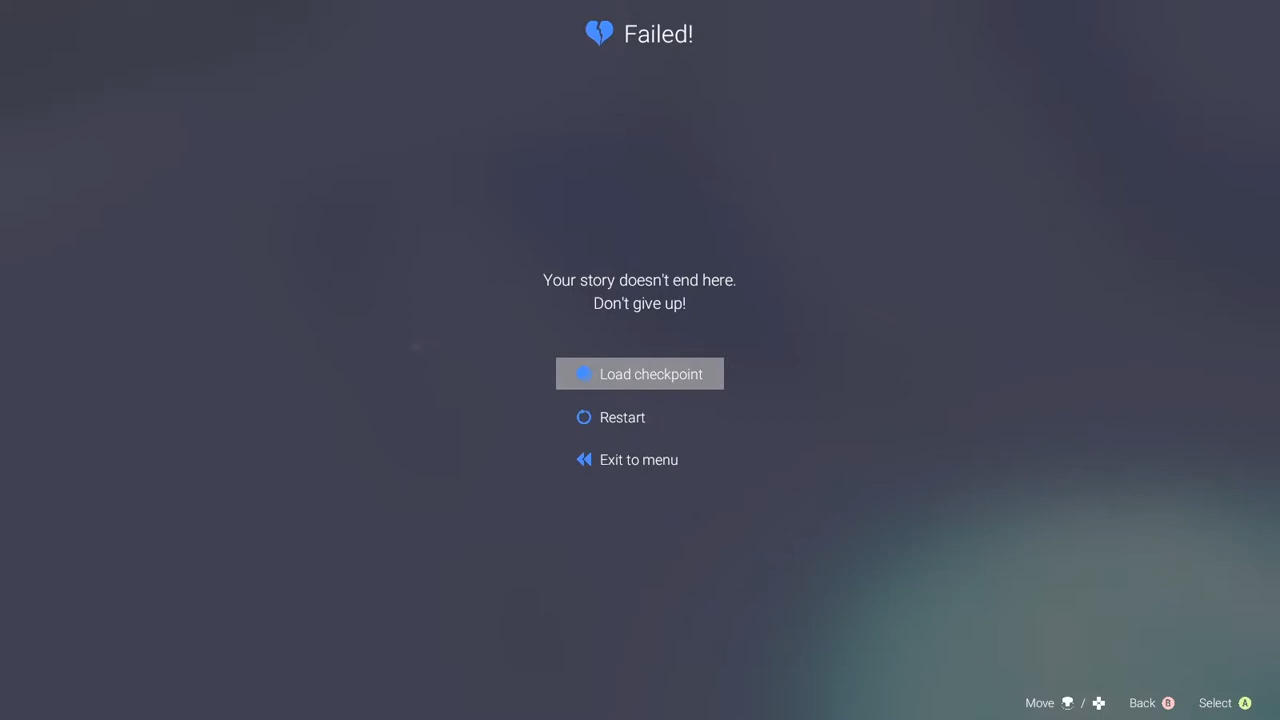 Failed!
Your story doesn't end here.
Don't give up!
Load checkpoint
Restart
Exit to menu
Move / Back B Select A